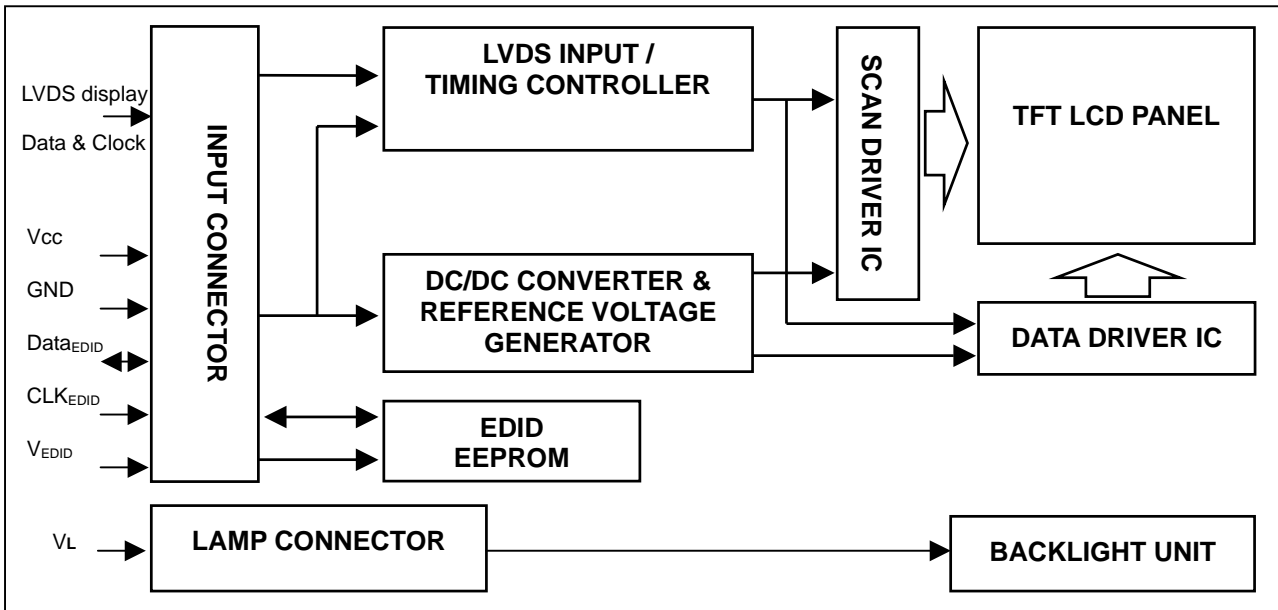 LVDS display
Data & Clock
Vcc
GND
DataEDID
CLKEDID
VEDID
VL
INPUT CONNECTOR
LVDS INPUT /
TIMING CONTROLLER
DC/DC CONVERTER &
REFERENCE VOLTAGE
GENERATOR
EDID
EEPROM
SCAN DRIVER IC
TFT LCD PANEL
DATA DRIVER IC
LAMP CONNECTOR
BACKLIGHT UNIT